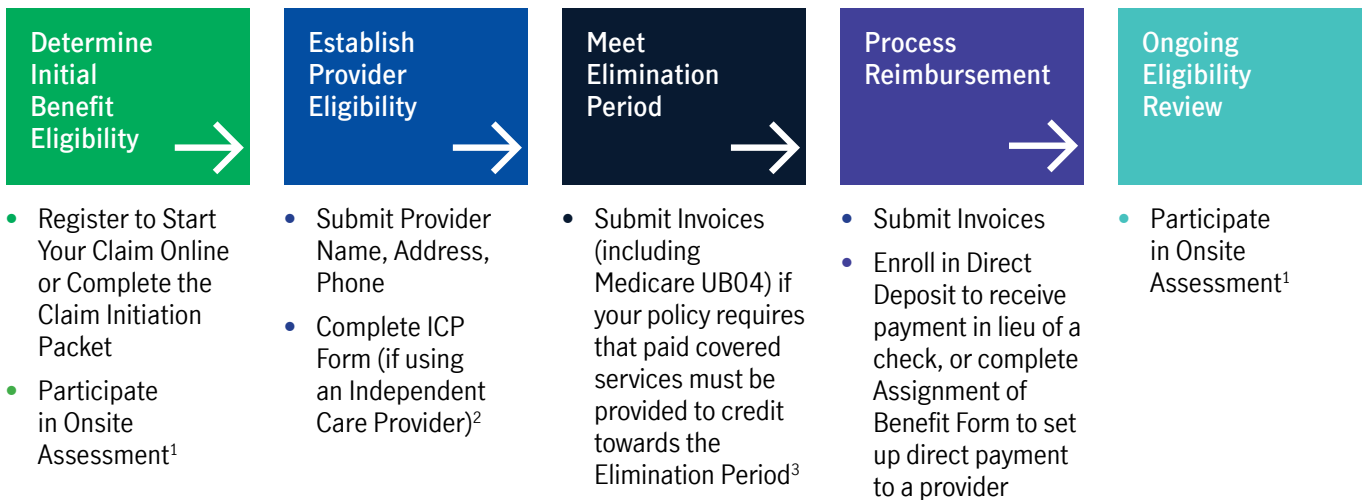 Determine
Initial
Benefit
Eligibility
Establish
Provider
Eligibility
Meet
Elimination
Period
Process
Reimbursement
Ongoing
Eligibility
Review
• Register to Start
Your Claim Online
or Complete the
Claim Initiation
Packet
• Participate
in Onsite
Assessment¹
• Submit Provider
Name, Address,
Phone
• Complete ICP
Form (if using
an Independent
Care Provider)²
• Submit Invoices
(including
Medicare UB04) if
your policy requires
that paid covered
services must be
provided to credit
towards the
Elimination Period³
• Submit Invoices
• Enroll in Direct
Deposit to receive
payment in lieu of a
check, or complete
Assignment of
Benefit Form to set
up direct payment
to a provider
• Participate
in Onsite
Assessment¹